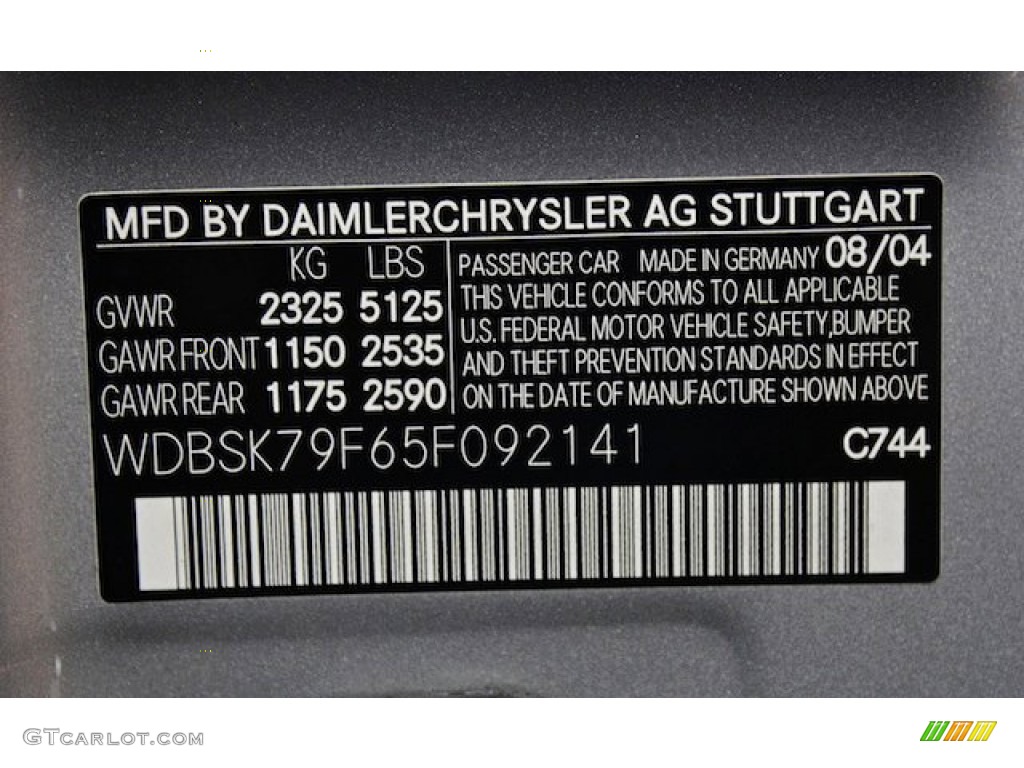 MFD BY DAIMLERCHRYSLER AG STUTTGART
KG LBS
GVWR 2325 5125
GAWR FRONT 1150 2535
GAWR REAR 1175 2590
PASSENGER CAR MADE IN GERMANY 08/04
THIS VEHICLE CONFORMS TO ALL APPLICABLE
U.S. FEDERAL MOTOR VEHICLE SAFETY, BUMPER
AND THEFT PREVENTION STANDARDS IN EFFECT
ON THE DATE OF MANUFACTURE SHOWN ABOVE
WDBSK79F65F092141 C744
GTCARLOT.COM